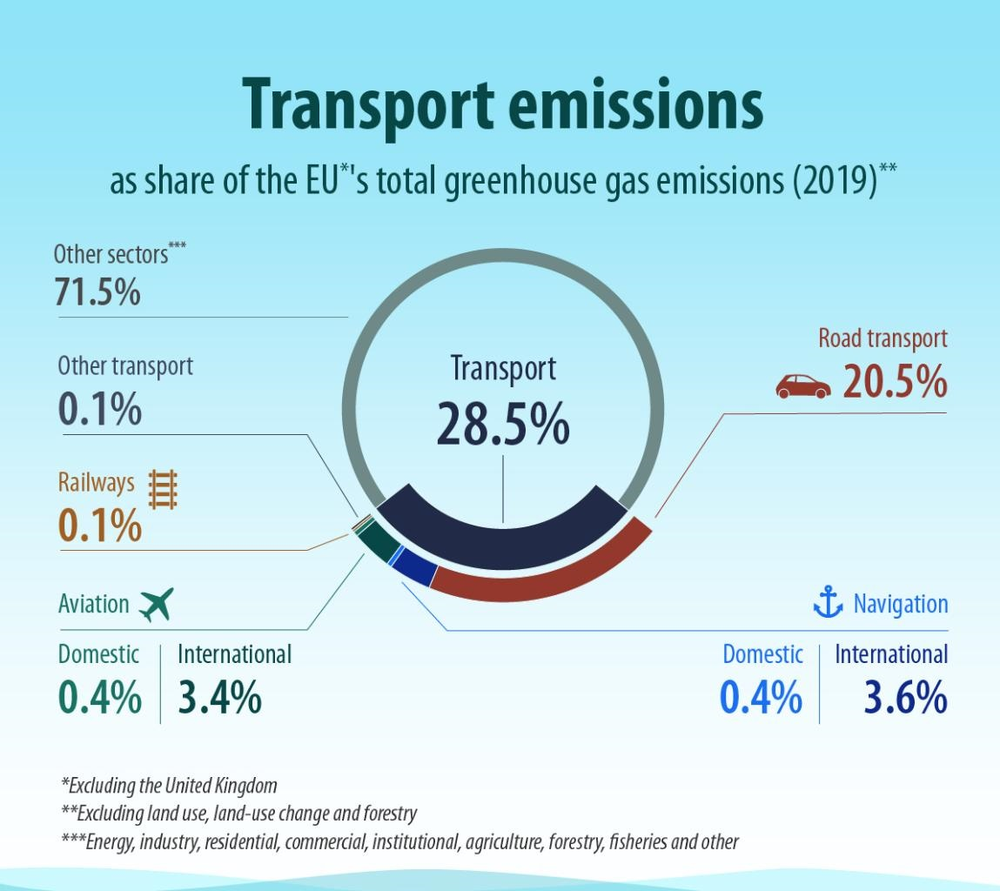 Transport emissions
as share of the EU*'s total greenhouse gas emissions (2019)**
Other sectors***
71.5%
Other transport
0.1%
Railways
0.1%
Aviation
Domestic
0.4%
International
3.4%
Transport
28.5%
Road transport
20.5%
Navigation
Domestic
0.4%
International
3.6%
*Excluding the United Kingdom
**Excluding land use, land-use change and forestry
***Energy, industry, residential, commercial, institutional, agriculture, forestry, fisheries and other